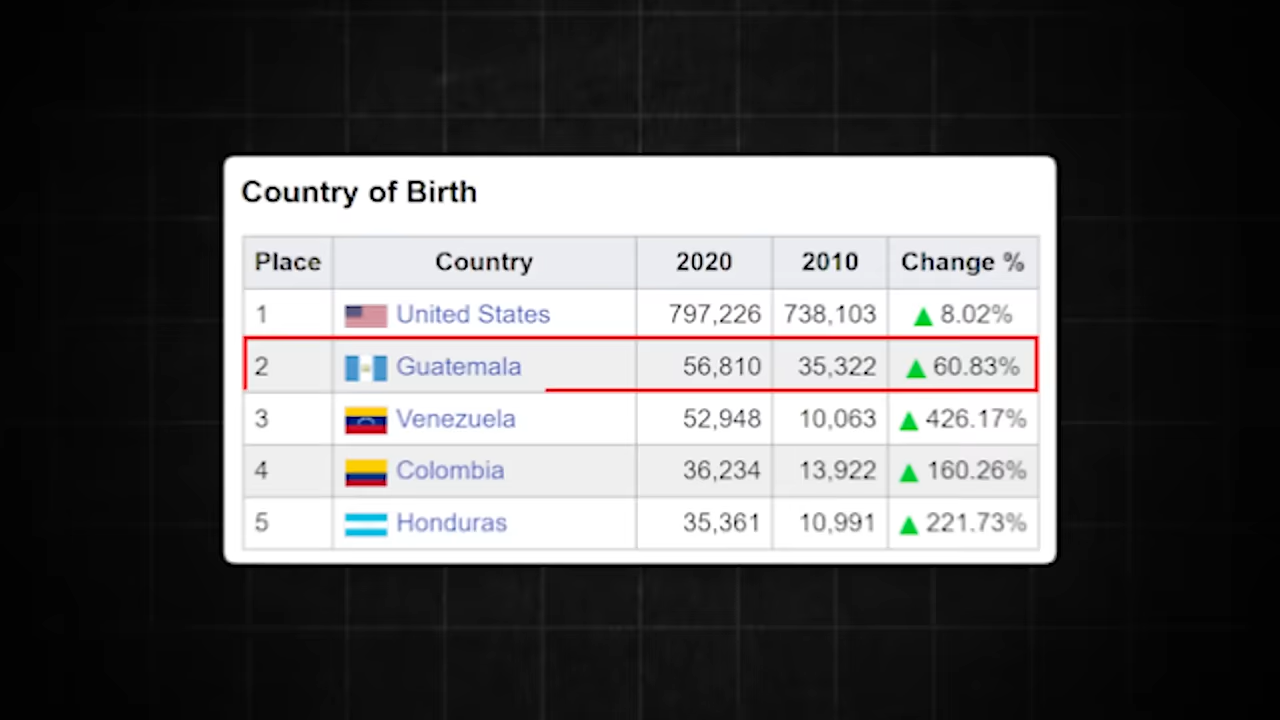 Country of Birth
Place Country 2020 2010 Change %
1 United States 797,226 738,103 ▲ 8.02%
2 Guatemala 56,810 35,322 ▲ 60.83%
3 Venezuela 52,948 10,063 ▲ 426.17%
4 Colombia 36,234 13,922 ▲ 160.26%
5 Honduras 35,361 10,991 ▲ 221.73%